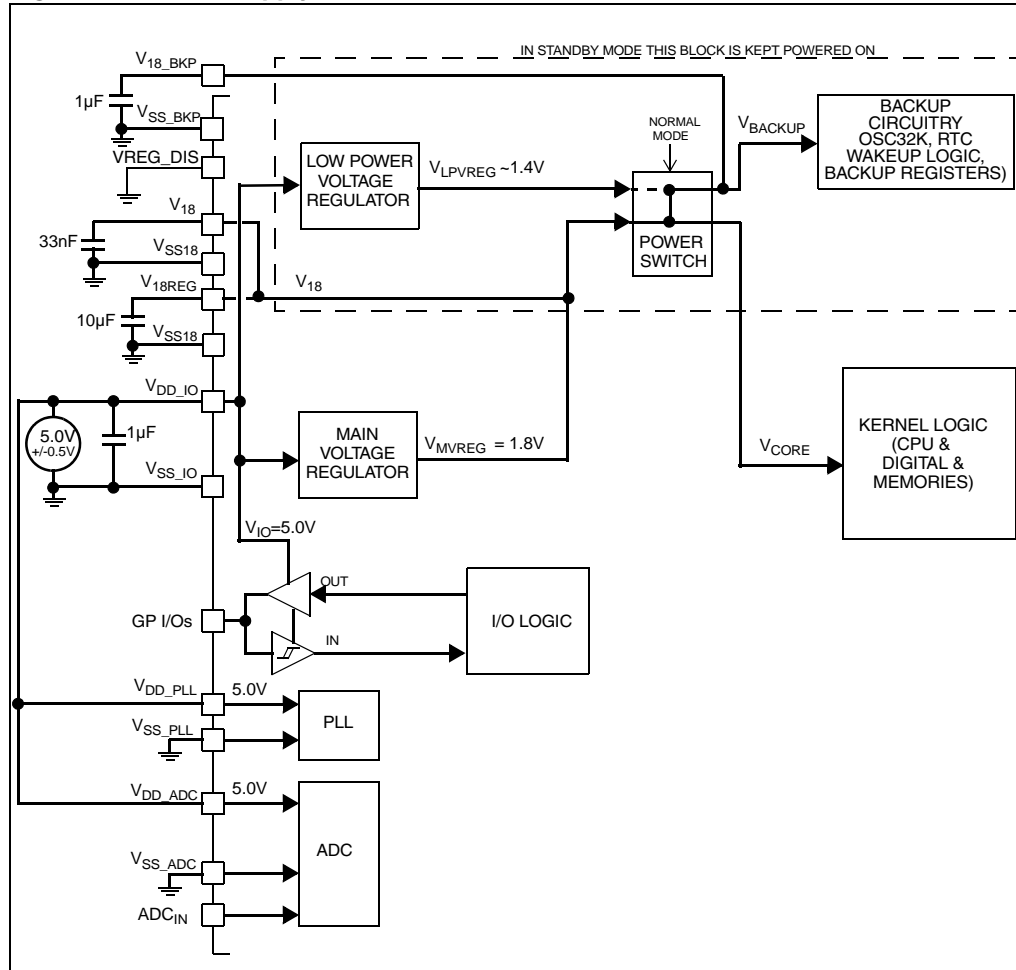 IN STANDBY MODE THIS BLOCK IS KEPT POWERED ON
V18_BKP
1µF
VSS_BKP
VREG_DIS
V18
33nF
VSS18
V18REG
10µF
VSS18
VDD_IO
5.0V
+/-0.5V
1µF
VSS_IO
LOW POWER
VOLTAGE
REGULATOR
VLPVREG ~1.4V
NORMAL
MODE
POWER
SWITCH
VBACKUP
BACKUP
CIRCUITRY
OSC32K, RTC
WAKEUP LOGIC,
BACKUP REGISTERS)
V18
MAIN
VOLTAGE
REGULATOR
VMVREG = 1.8V
VCORE
KERNEL LOGIC
(CPU &
DIGITAL &
MEMORIES)
VIO=5.0V
OUT
GP I/Os
IN
I/O LOGIC
VDD_PLL
5.0V
VSS_PLL
PLL
VDD_ADC
5.0V
VSS_ADC
ADCIN
ADC